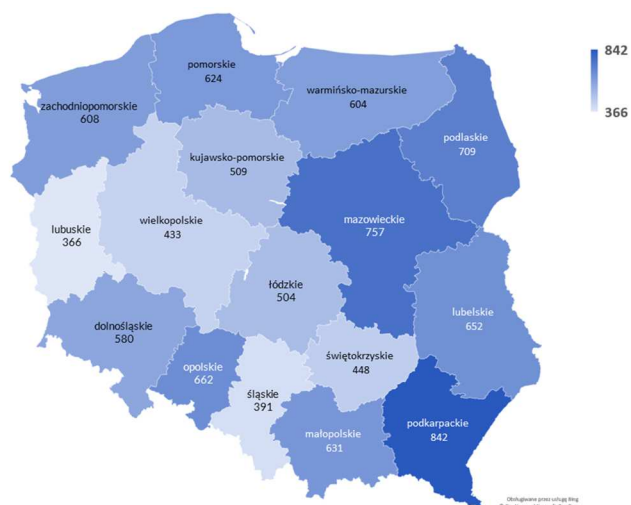 842
366
pomorskie
624
warmińsko-mazurskie
604
zachodniopomorskie
608
podlaskie
709
kujawsko-pomorskie
509
mazowieckie
757
wielkopolskie
433
lubuskie
366
łódzkie
504
lubelskie
652
dolnośląskie
580
opolskie
662
świętokrzyskie
448
śląskie
391
podkarpackie
842
małopolskie
631
Obsługiwane przez usługę Bing